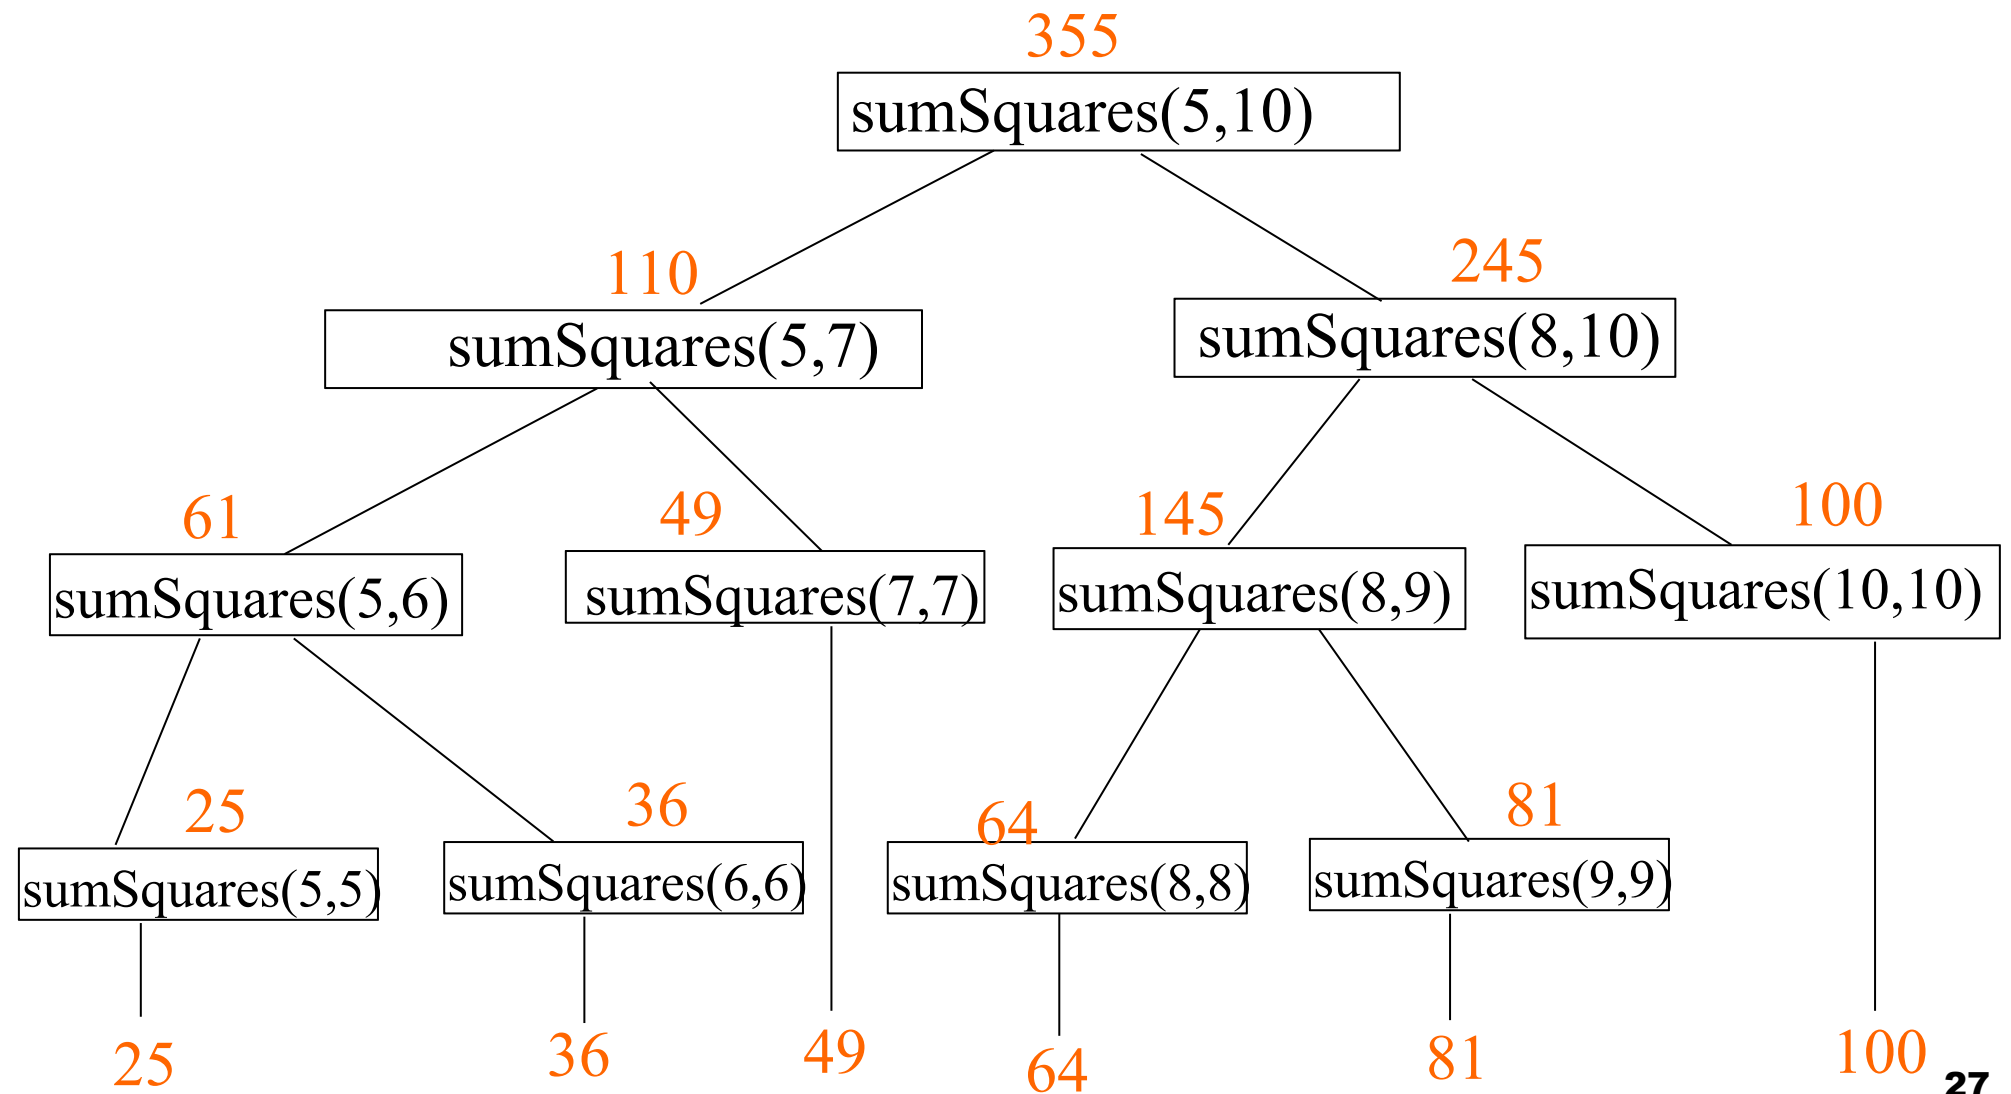 355
sumSquares(5,10)
110
245
sumSquares(5,7)
sumSquares(8,10)
61
49
145
100
sumSquares(5,6)
sumSquares(7,7)
sumSquares(8,9)
sumSquares(10,10)
25
36
64
81
sumSquares(5,5)
sumSquares(6,6)
sumSquares(8,8)
sumSquares(9,9)
25
36
49
64
81
100
27